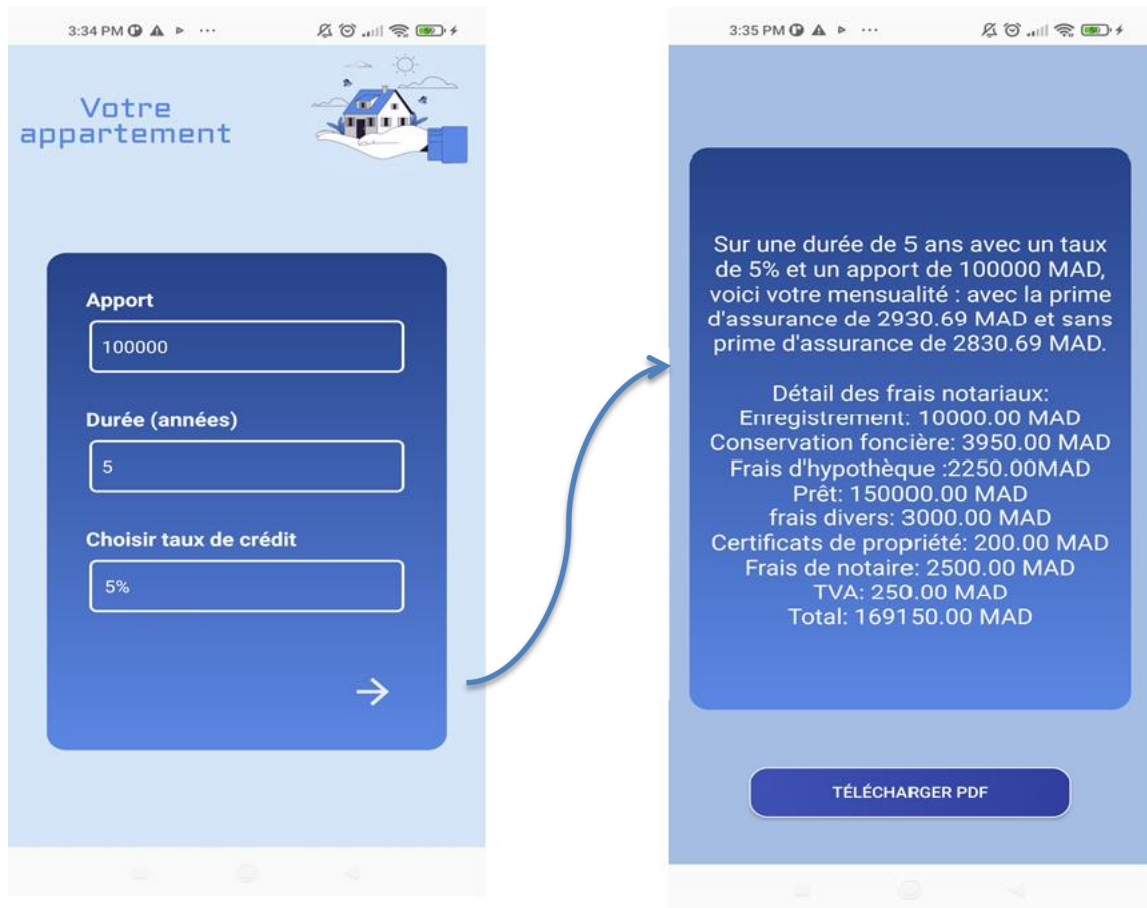 3:34 PM
Votre
appartement
Apport
100000
Durée (années)
5
Choisir taux de crédit
5%
3:35 PM
Sur une durée de 5 ans avec un taux
de 5% et un apport de 100000 MAD,
voici votre mensualité : avec la prime
d'assurance de 2930.69 MAD et sans
prime d'assurance de 2830.69 MAD.
Détail des frais notariaux:
Enregistrement: 10000.00 MAD
Conservation foncière: 3950.00 MAD
Frais d'hypothèque :2250.00MAD
Prêt: 150000.00 MAD
frais divers: 3000.00 MAD
Certificats de propriété: 200.00 MAD
Frais de notaire: 2500.00 MAD
TVA: 250.00 MAD
Total: 169150.00 MAD
TÉLÉCHARGER PDF